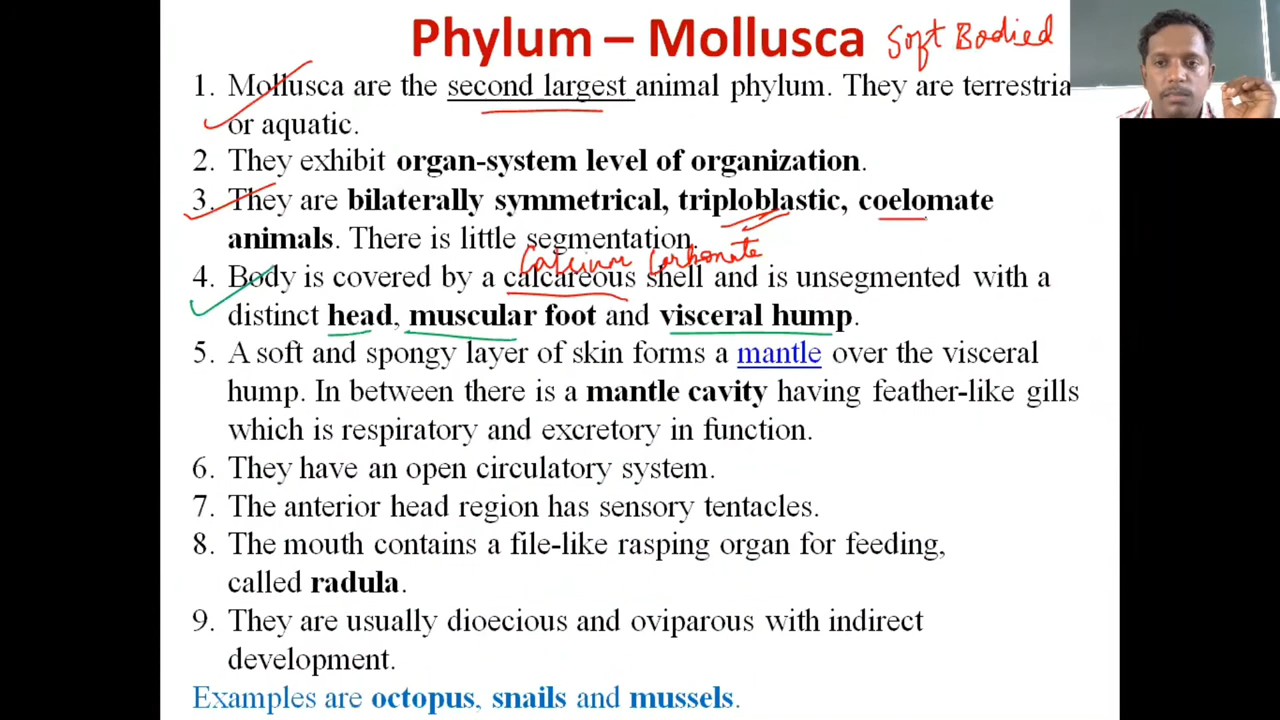 Phylum – Mollusca Soft Bodied
1. Mollusca are the second largest animal phylum. They are terrestria
or aquatic.
2. They exhibit organ-system level of organization.
3. They are bilaterally symmetrical, triploblastic, coelomate
animals. There is little segmentation.
Calcium Carbonate
4. Body is covered by a calcareous shell and is unsegmented with a
distinct head, muscular foot and visceral hump.
5. A soft and spongy layer of skin forms a mantle over the visceral
hump. In between there is a mantle cavity having feather-like gills
which is respiratory and excretory in function.
6. They have an open circulatory system.
7. The anterior head region has sensory tentacles.
8. The mouth contains a file-like rasping organ for feeding,
called radula.
9. They are usually dioecious and oviparous with indirect
development.
Examples are octopus, snails and mussels.